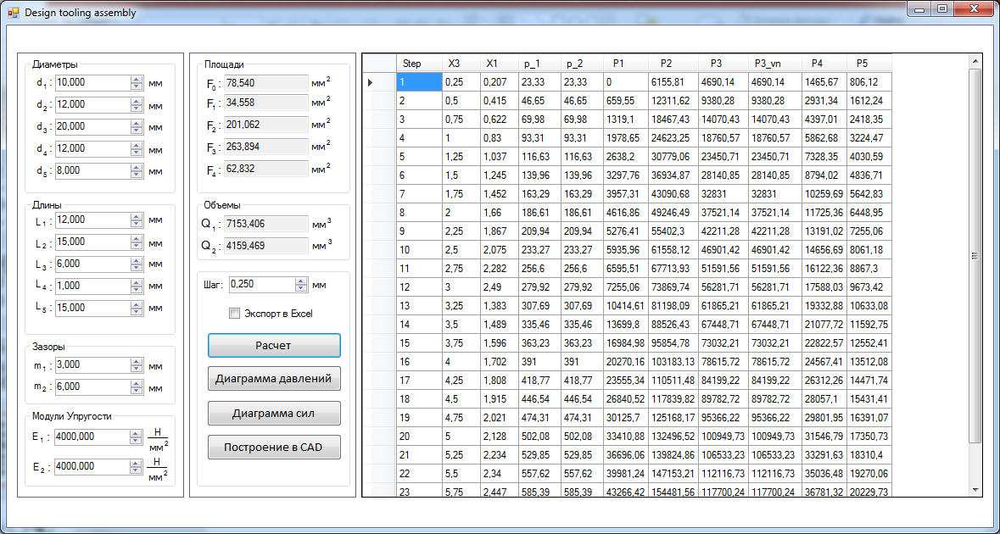 Design tooling assembly
Диаметры
d1 : 10,000 мм
d2 : 12,000 мм
d3 : 20,000 мм
d4 : 12,000 мм
d5 : 8,000 мм
Длины
L1 : 12,000 мм
L2 : 15,000 мм
L3 : 6,000 мм
L4 : 1,000 мм
L5 : 15,000 мм
Зазоры
m1 : 3,000 мм
m2 : 6,000 мм
Модули Упругости
E1 : 4000,000 Н/мм2
E2 : 4000,000 Н/мм2
Площади
F0 : 78,540 мм2
F1 : 34,558 мм2
F2 : 201,062 мм2
F3 : 263,894 мм2
F4 : 62,832 мм2
Объемы
Q1 : 7153,406 мм3
Q2 : 4159,469 мм3
Шаг: 0,250 мм
Экспорт в Excel
Расчет
Диаграмма давлений
Диаграмма сил
Построение в CAD
Step X3 X1 p_1 p_2 P1 P2 P3 P3_vn P4 P5
1 0,25 0,207 23,33 23,33 0 6155,81 4690,14 4690,14 1465,67 806,12
2 0,5 0,415 46,65 46,65 659,55 12311,62 9380,28 9380,28 2931,34 1612,24
3 0,75 0,622 69,98 69,98 1319,1 18467,43 14070,43 14070,43 4397,01 2418,35
4 1 0,83 93,31 93,31 1978,65 24623,25 18760,57 18760,57 5862,68 3224,47
5 1,25 1,037 116,63 116,63 2638,2 30779,06 23450,71 23450,71 7328,35 4030,59
6 1,5 1,245 139,96 139,96 3297,76 36934,87 28140,85 28140,85 8794,02 4836,71
7 1,75 1,452 163,29 163,29 3957,31 43090,68 32831 32831 10259,69 5642,83
8 2 1,66 186,61 186,61 4616,86 49246,49 37521,14 37521,14 11725,36 6448,95
9 2,25 1,867 209,94 209,94 5276,41 55402,3 42211,28 42211,28 13191,02 7255,06
10 2,5 2,075 233,27 233,27 5935,96 61558,12 46901,42 46901,42 14656,69 8061,18
11 2,75 2,282 256,6 256,6 6595,51 67713,93 51591,56 51591,56 16122,36 8867,3
12 3 2,49 279,92 279,92 7255,06 73869,74 56281,71 56281,71 17588,03 9673,42
13 3,25 1,383 307,69 307,69 10414,61 81198,09 61865,21 61865,21 19332,88 10633,08
14 3,5 1,489 335,46 335,46 13699,8 88526,43 67448,71 67448,71 21077,72 11592,75
15 3,75 1,596 363,23 363,23 16984,98 95854,78 73032,21 73032,21 22822,57 12552,41
16 4 1,702 391 391 20270,16 103183,13 78615,72 78615,72 24567,41 13512,08
17 4,25 1,808 418,77 418,77 23555,34 110511,48 84199,22 84199,22 26312,26 14471,74
18 4,5 1,915 446,54 446,54 26840,52 117839,82 89782,72 89782,72 28057,1 15431,41
19 4,75 2,021 474,31 474,31 30125,7 125168,17 95366,22 95366,22 29801,95 16391,07
20 5 2,128 502,08 502,08 33410,88 132496,52 100949,73 100949,73 31546,79 17350,73
21 5,25 2,234 529,85 529,85 36696,06 139824,86 106533,23 106533,23 33291,63 18310,4
22 5,5 2,34 557,62 557,62 39981,24 147153,21 112116,73 112116,73 35036,48 19270,06
23 5,75 2,447 585,39 585,39 43266,42 154481,56 117700,24 117700,24 36781,32 20229,73